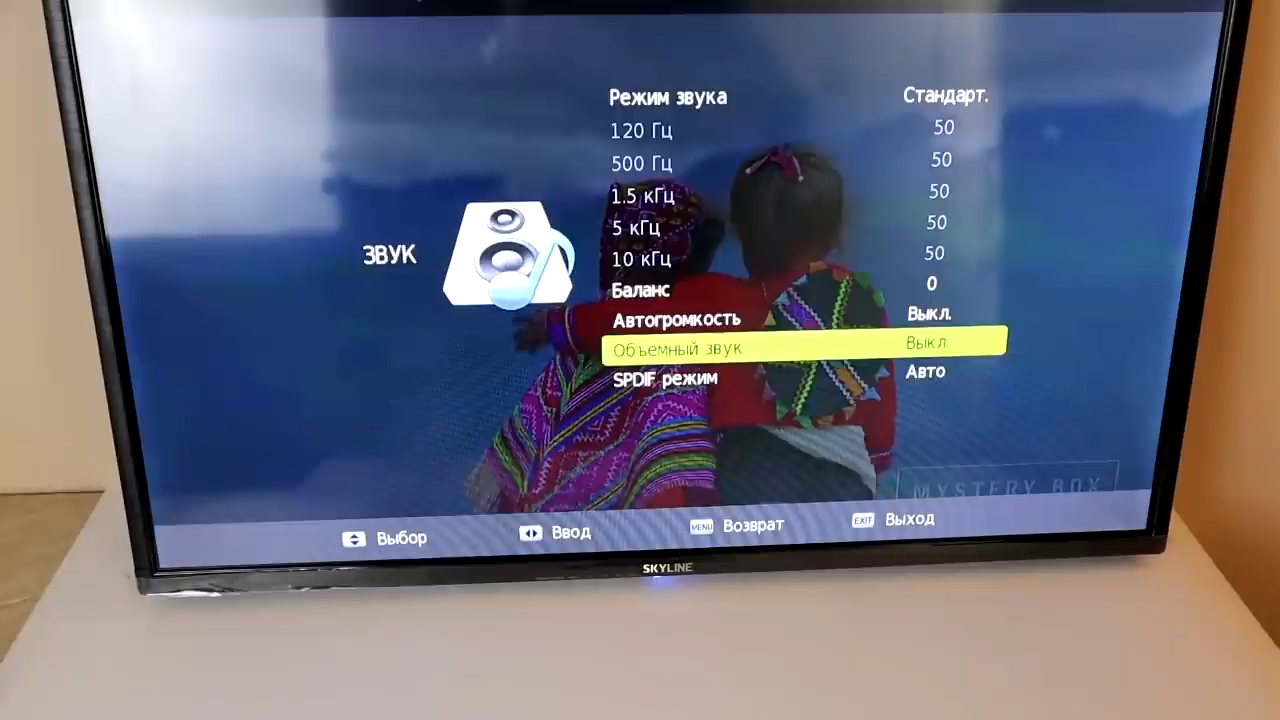 Режим звука Стандарт.
120 Гц 50
500 Гц 50
1.5 кГц 50
5 кГц 50
ЗВУК
10 кГц 50
Баланс 0
Автогромкость Выкл.
Объемный звук Выкл.
SPDIF режим Авто
MYSTERY BOX
Выбор
Ввод
MENU Возврат
EXIT Выход
SKYLINE